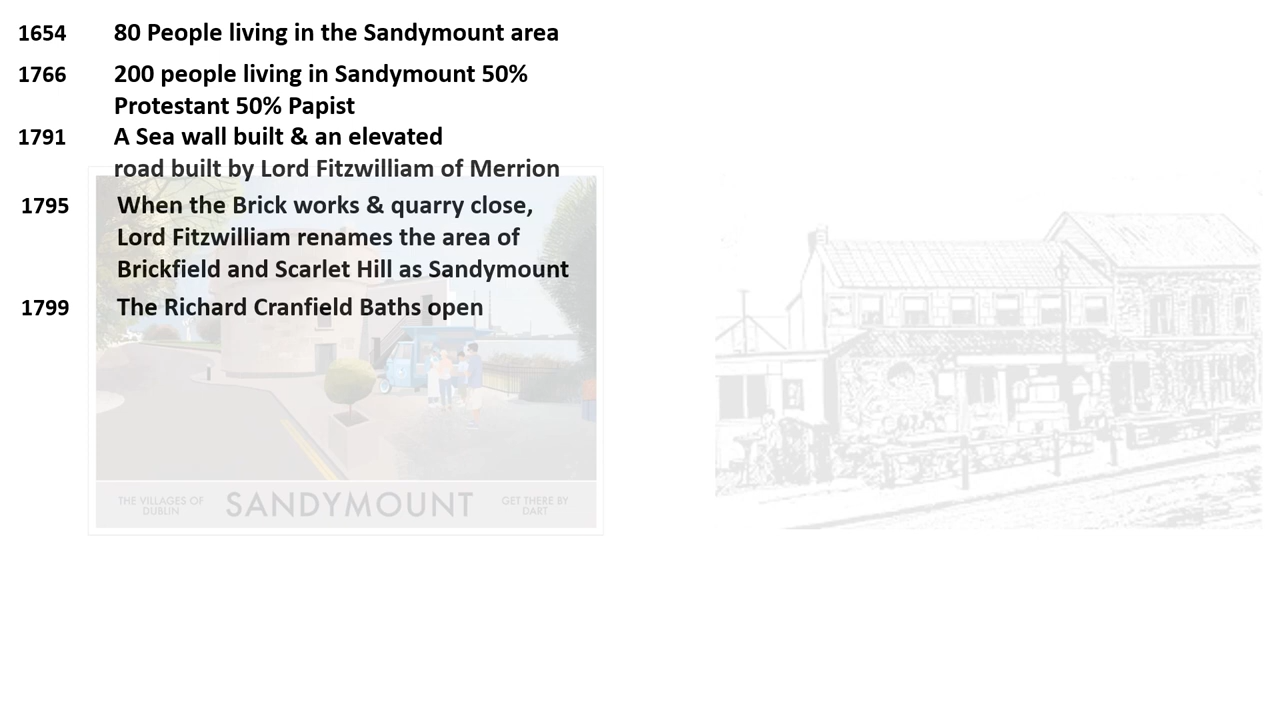 1654 80 People living in the Sandymount area
1766 200 people living in Sandymount 50%
Protestant 50% Papist
1791 A Sea wall built & an elevated
road built by Lord Fitzwilliam of Merrion
1795 When the Brick works & quarry close,
Lord Fitzwilliam renames the area of
Brickfield and Scarlet Hill as Sandymount
1799 The Richard Cranfield Baths open
THE VILLAGES OF
DUBLIN
SANDYMOUNT
GET THERE BY
DART